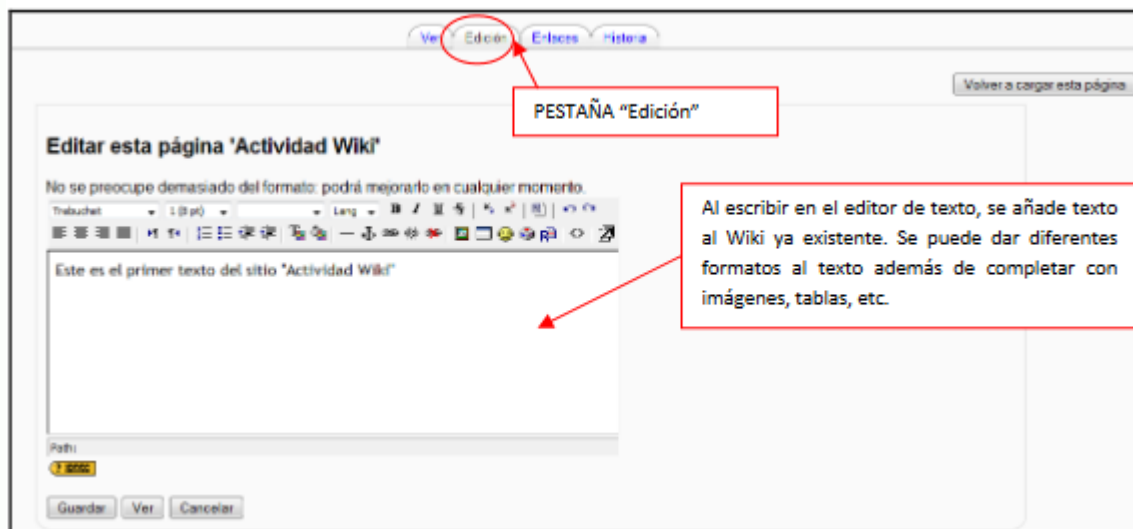 Ver Edición Enlaces Historia
Volver a cargar esta página
PESTAÑA "Edición"
Editar esta página 'Actividad Wiki'
No se preocupe demasiado del formato: podrá mejorarlo en cualquier momento.
Trebuchet 1 (8 pt) Lang B I U S
Al escribir en el editor de texto, se añade texto
al Wiki ya existente. Se puede dar diferentes
formatos al texto además de completar con
imágenes, tablas, etc.
Este es el primer texto del sitio "Actividad Wiki"
Path:
Guardar Ver Cancelar